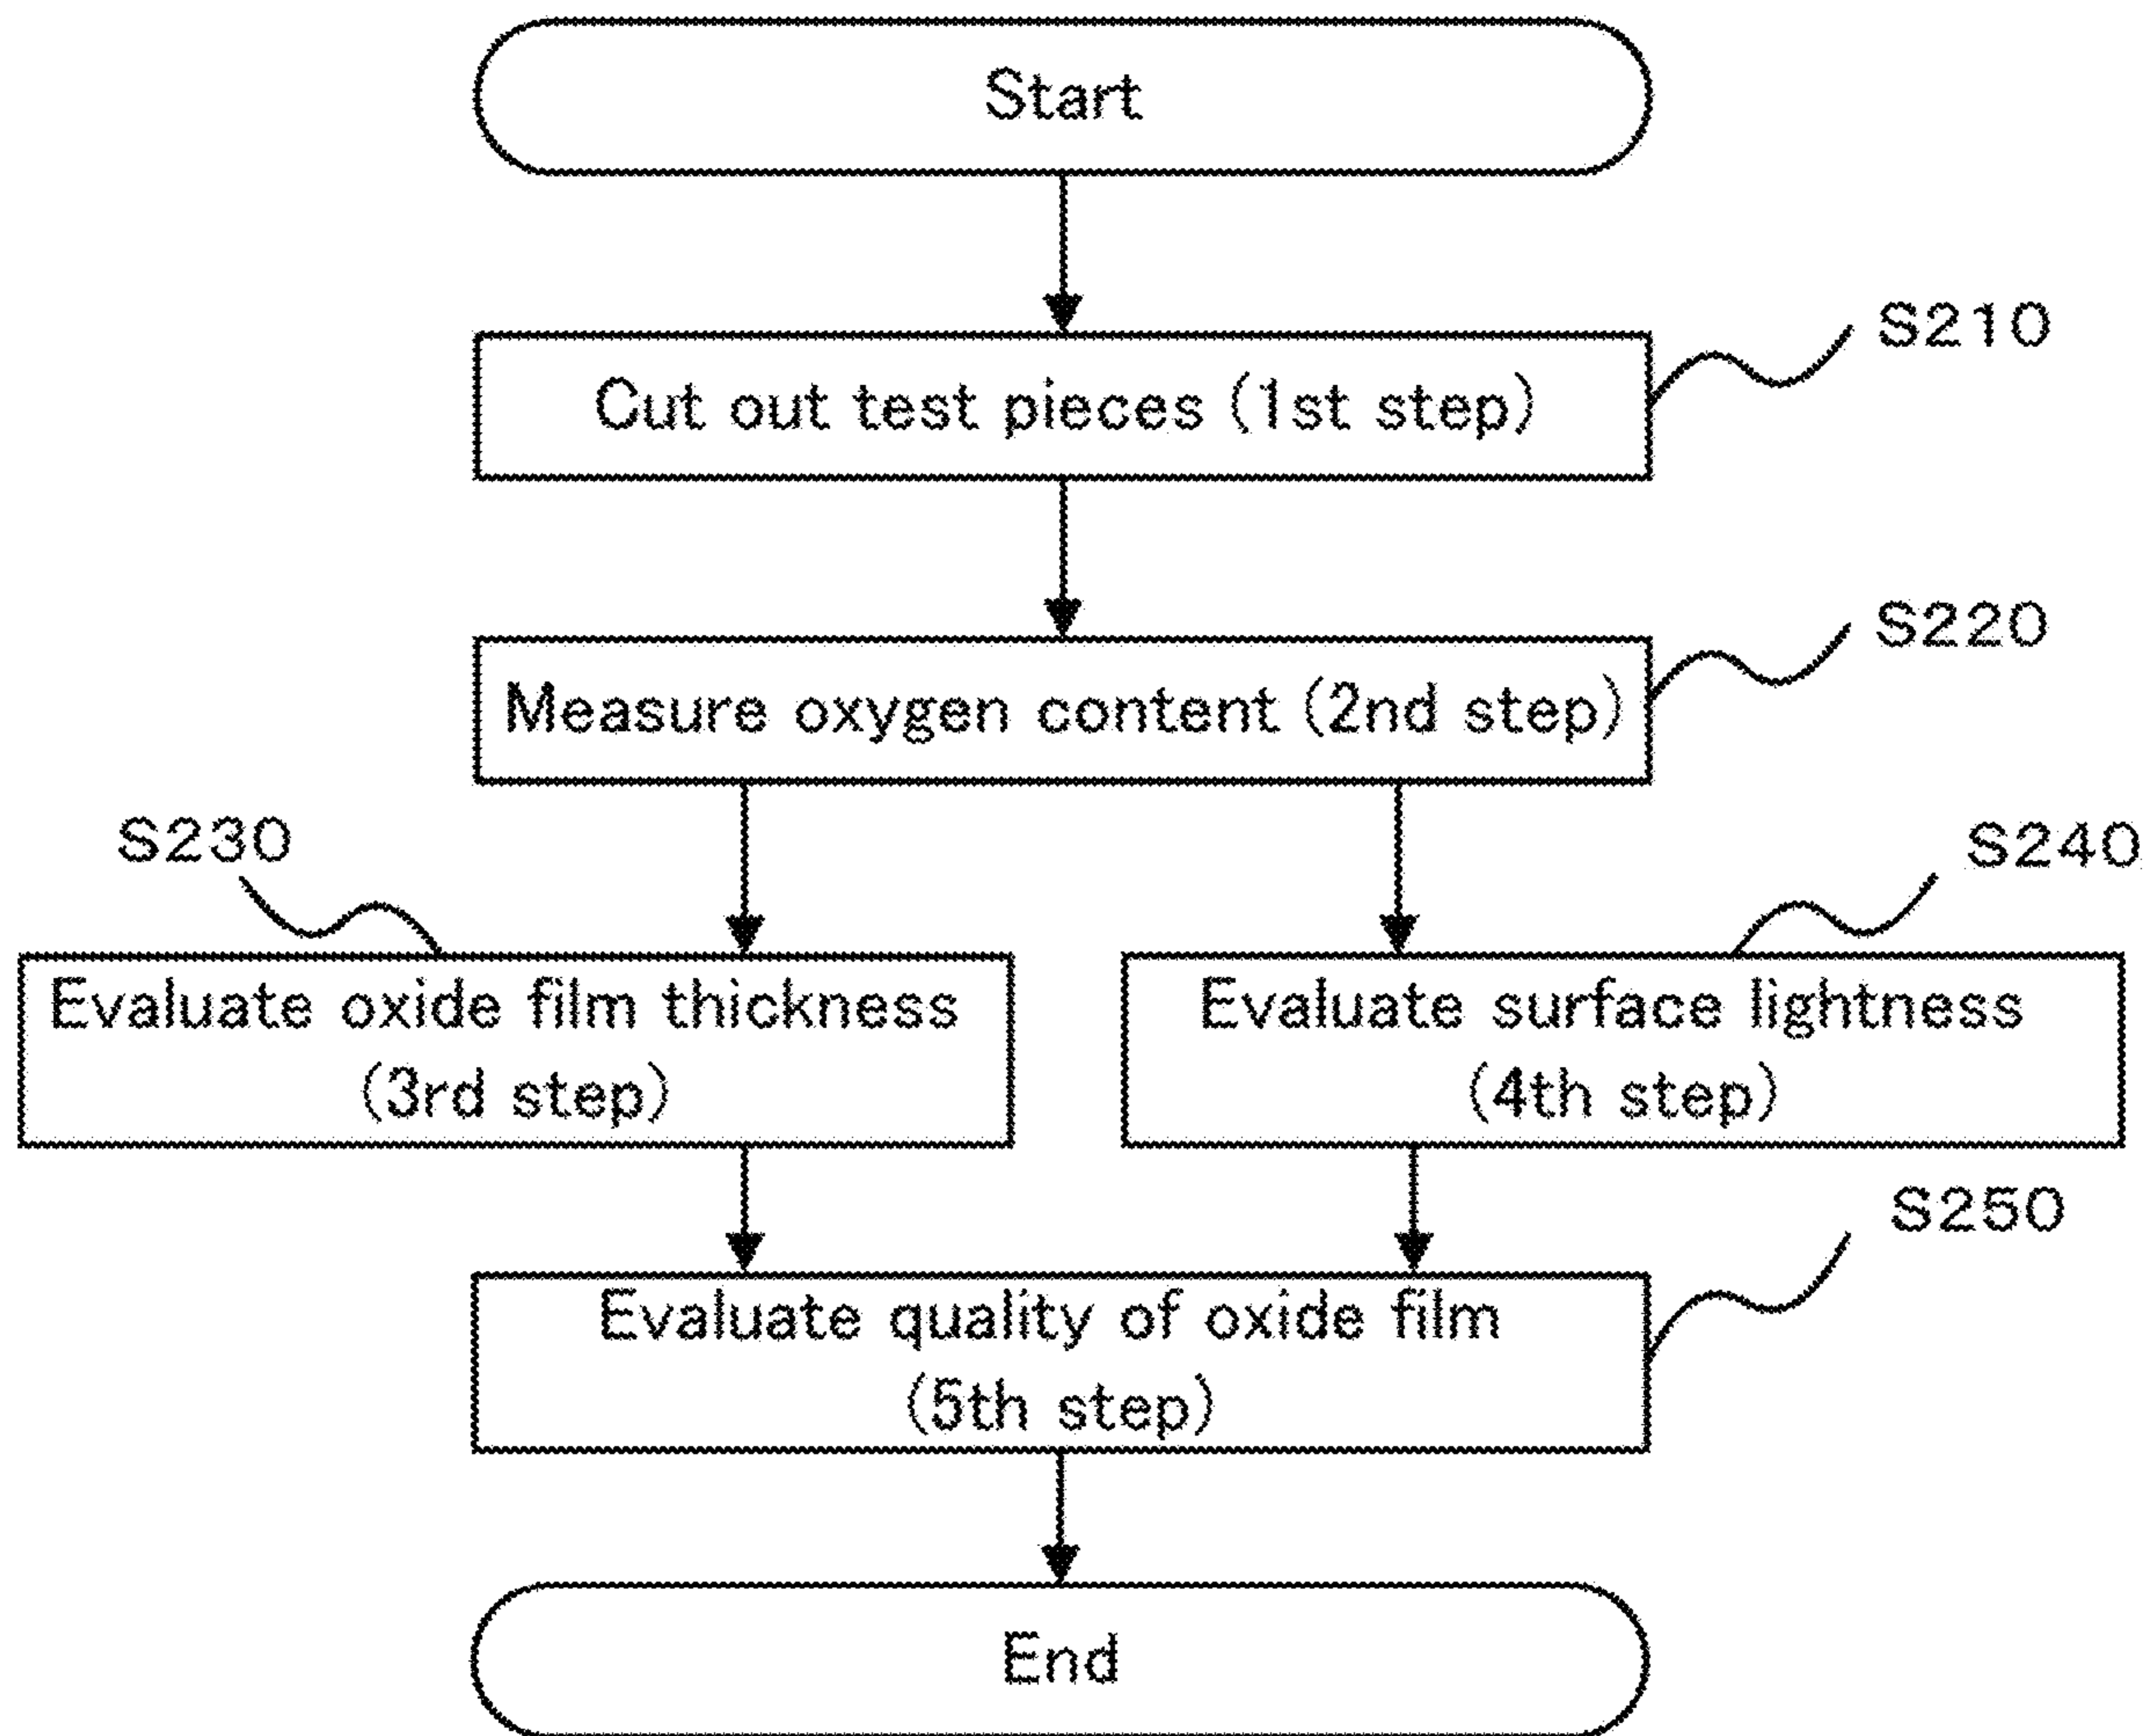 Start
S210
Cut out test pieces (1st step)
S220
Measure oxygen content (2nd step)
S230
S240
Evaluate oxide film thickness
(3rd step)
Evaluate surface lightness
(4th step)
S250
Evaluate quality of oxide film
(5th step)
End